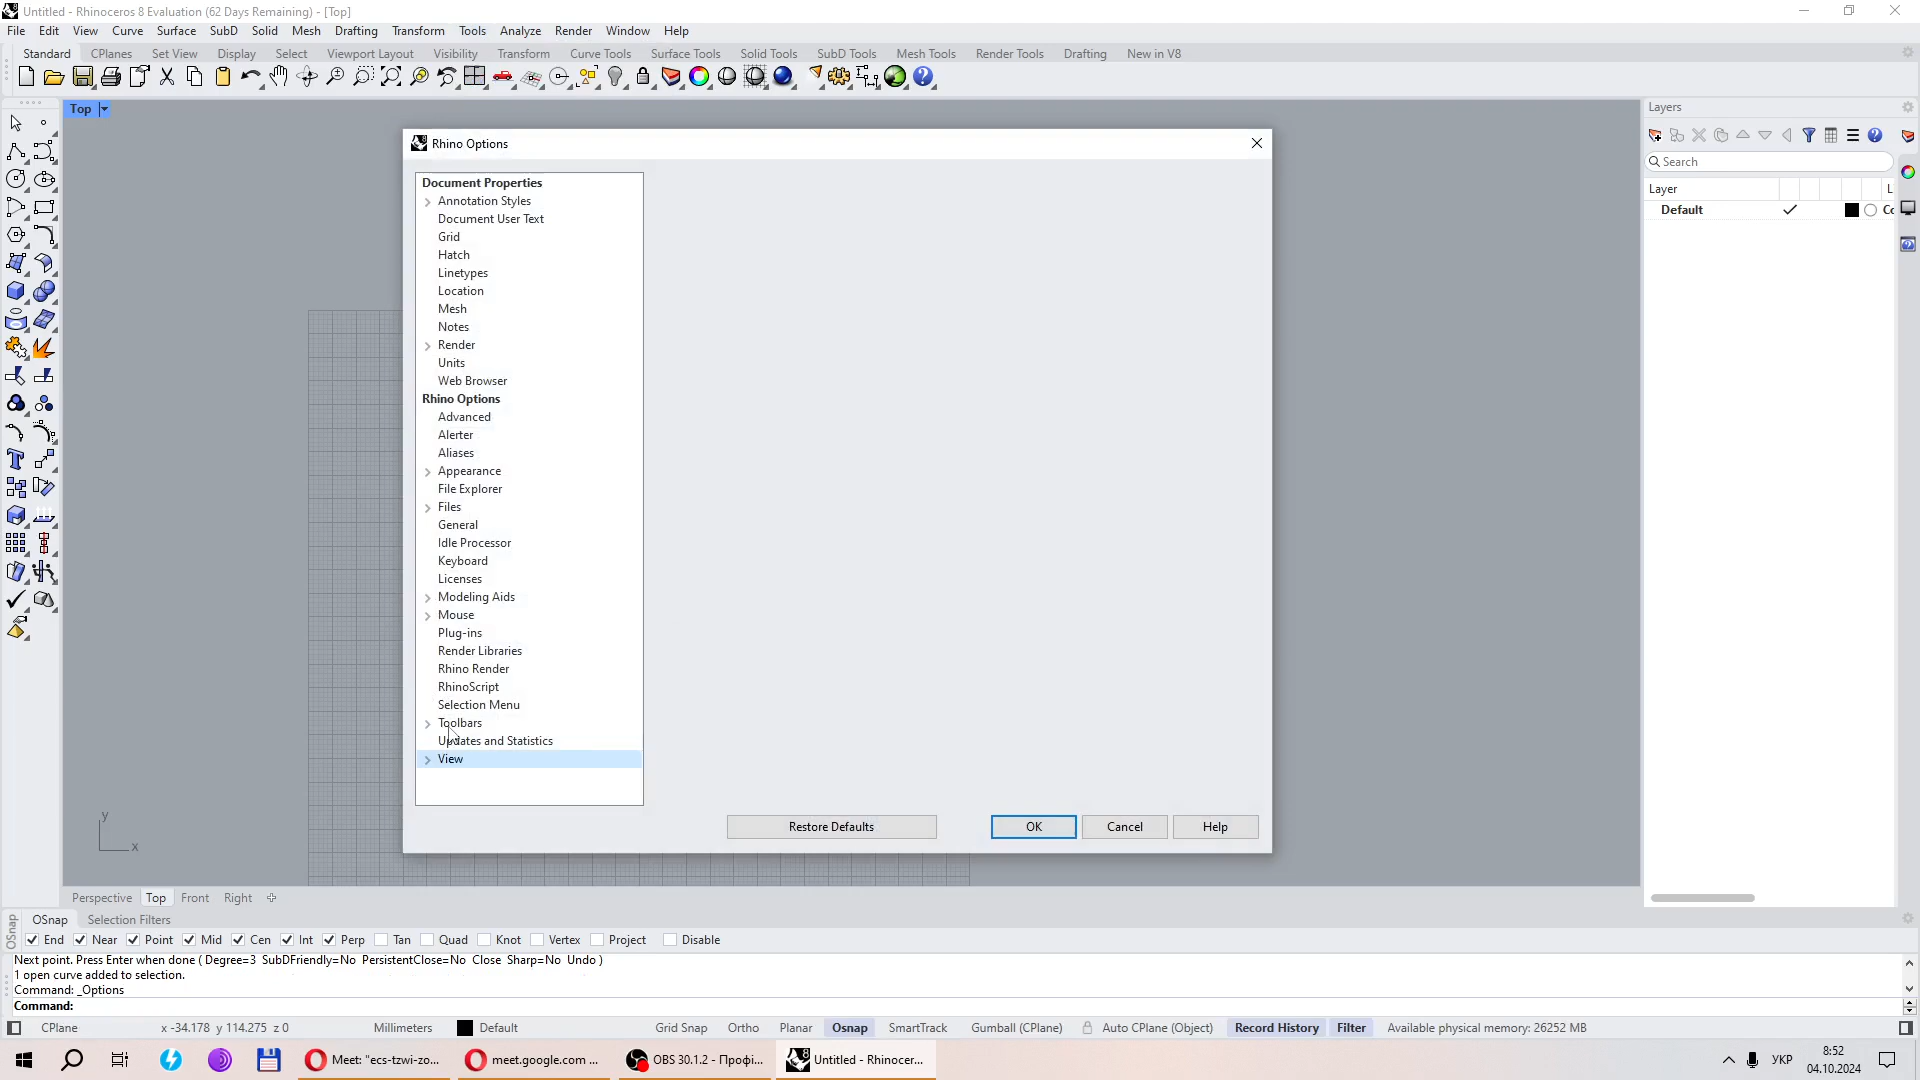 Untitled - Rhinoceros 8 Evaluation (62 Days Remaining) - [Top]
File Edit View Curve Surface SubD Solid Mesh Drafting Transform Tools Analyze Render Window Help
Standard CPlanes Set View Display Select Viewport Layout Visibility Transform Curve Tools Surface Tools Solid Tools SubD Tools Mesh Tools Render Tools Drafting New in V8
Top
Layers
Search
Layer L
Default Co
Rhino Options
Document Properties
Annotation Styles
Document User Text
Grid
Hatch
Linetypes
Location
Mesh
Notes
Render
Units
Web Browser
Rhino Options
Advanced
Alerter
Aliases
Appearance
File Explorer
Files
General
Idle Processor
Keyboard
Licenses
Modeling Aids
Mouse
Plug-ins
Render Libraries
Rhino Render
RhinoScript
Selection Menu
Toolbars
Updates and Statistics
View
Restore Defaults OK Cancel Help
y
x
Perspective Top Front Right
OSnap Selection Filters
OSnap
End Near Point Mid Cen Int Perp Tan Quad Knot Vertex Project Disable
Next point. Press Enter when done ( Degree=3 SubDFriendly=No PersistentClose=No Close Sharp=No Undo )
1 open curve added to selection.
Command: _Options
Command:
CPlane x -34.178 y 114.275 z 0 Millimeters Default Grid Snap Ortho Planar Osnap SmartTrack Gumball (CPlane) Auto CPlane (Object) Record History Filter Available physical memory: 26252 MB
Meet: "ecs-tzwi-zo... meet.google.com ... OBS 30.1.2 - Профі... Untitled - Rhinocer... УКР 8:52
04.10.2024